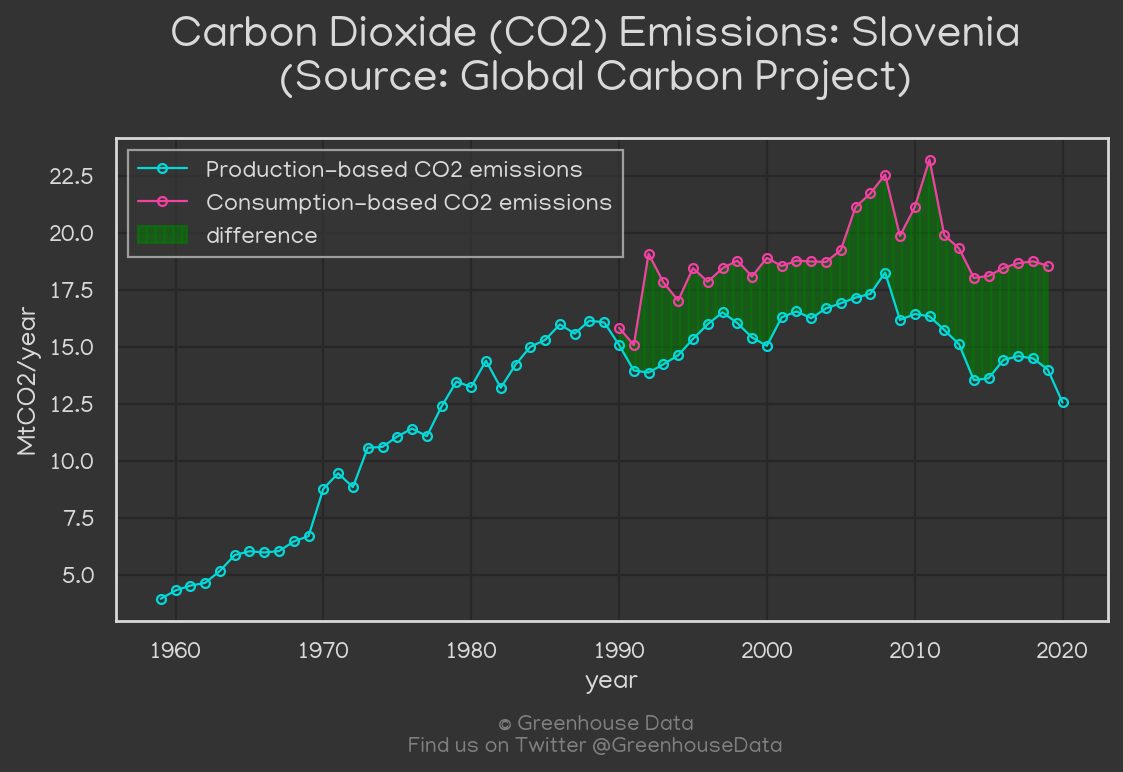 Carbon Dioxide (CO2) Emissions: Slovenia
(Source: Global Carbon Project)
Production-based CO2 emissions
Consumption-based CO2 emissions
difference
MtCO2/year
22.5
20.0
17.5
15.0
12.5
10.0
7.5
5.0
1960 1970 1980 1990 2000 2010 2020
year
© Greenhouse Data
Find us on Twitter @GreenhouseData